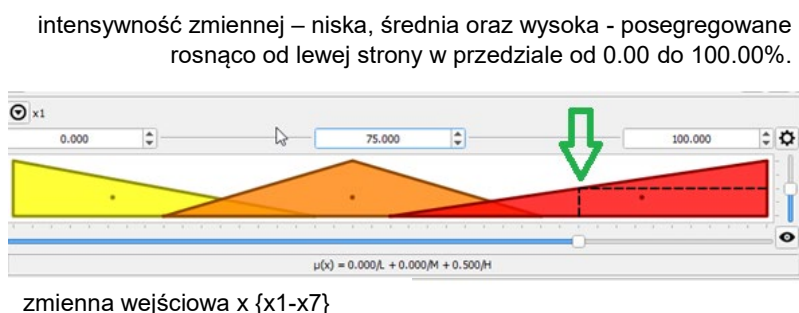 intensywność zmiennej – niska, średnia oraz wysoka - posegregowane
rosnąco od lewej strony w przedziale od 0.00 do 100.00%.
x1
0.000 75.000 100.000
μ(x) = 0.000/L + 0.000/M + 0.500/H
zmienna wejściowa x {x1-x7}